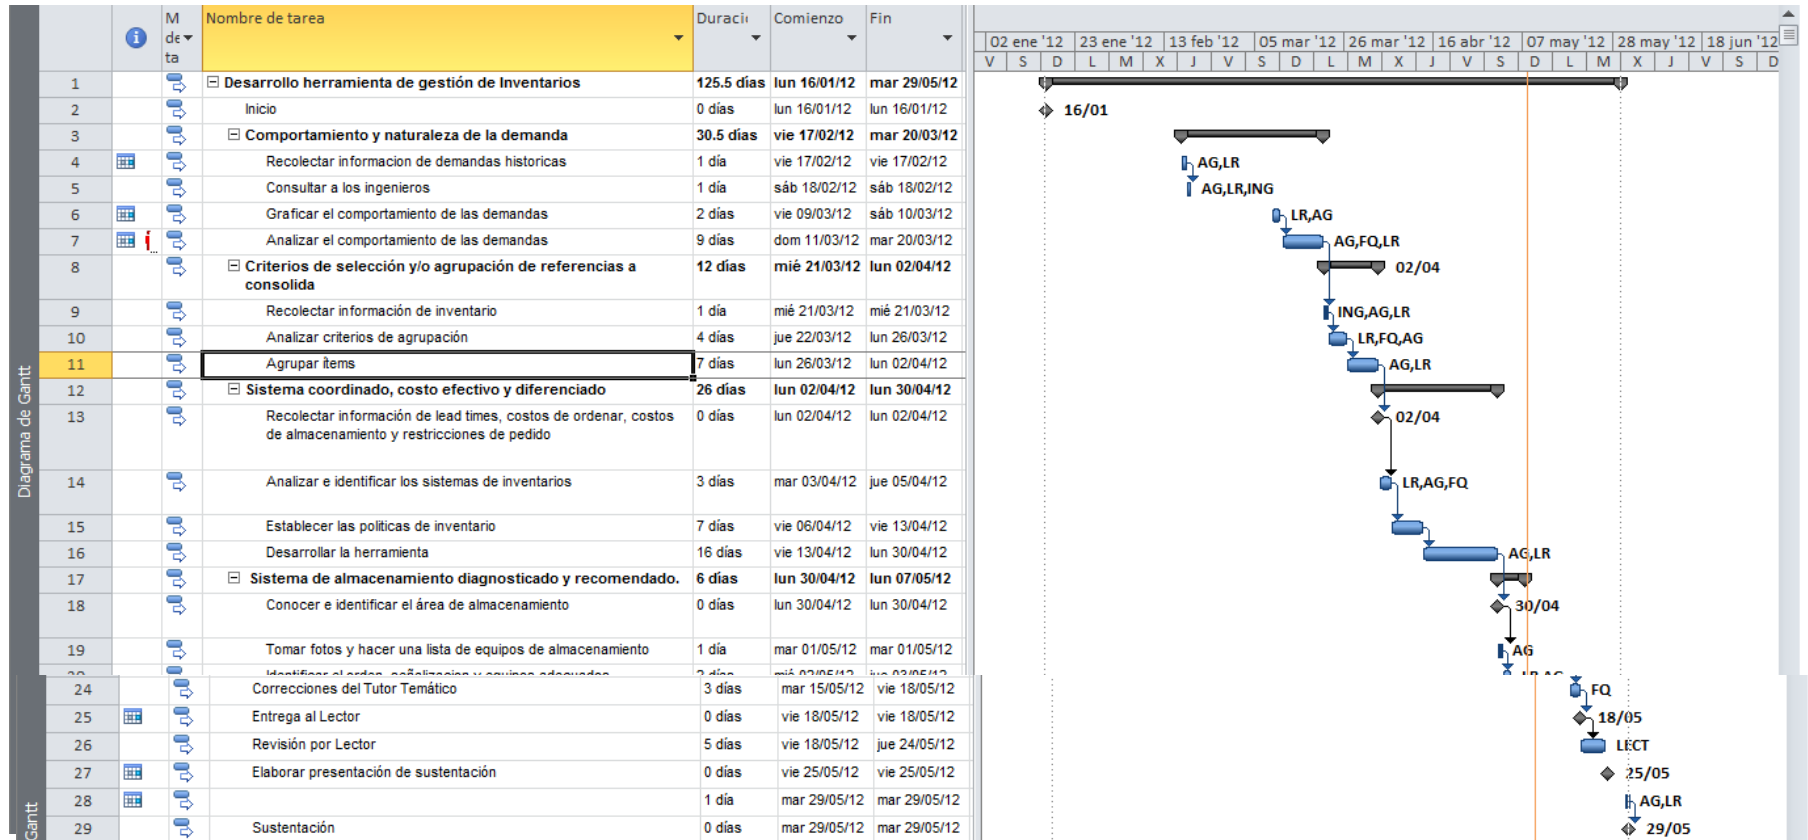 M de ta Nombre de tarea Duració Comienzo Fin
02 ene '12 23 ene '12 13 feb '12 05 mar '12 26 mar '12 16 abr '12 07 may '12 28 may '12 18 jun '12
V S D L M X J V S D L M X J V S D L M X J V S D
1 Desarrollo herramienta de gestión de Inventarios 125.5 días lun 16/01/12 mar 29/05/12
2 Inicio 0 días lun 16/01/12 lun 16/01/12 16/01
3 Comportamiento y naturaleza de la demanda 30.5 días vie 17/02/12 mar 20/03/12
4 Recolectar informacion de demandas historicas 1 día vie 17/02/12 vie 17/02/12 AG,LR
5 Consultar a los ingenieros 1 día sáb 18/02/12 sáb 18/02/12 AG,LR,ING
6 Graficar el comportamiento de las demandas 2 días vie 09/03/12 sáb 10/03/12 LR,AG
7 Analizar el comportamiento de las demandas 9 días dom 11/03/12 mar 20/03/12 AG,FQ,LR
8 Criterios de selección y/o agrupación de referencias a 12 días mié 21/03/12 lun 02/04/12 02/04
consolida
9 Recolectar información de inventario 1 día mié 21/03/12 mié 21/03/12 ING,AG,LR
10 Analizar criterios de agrupación 4 días jue 22/03/12 lun 26/03/12 LR,FQ,AG
11 Agrupar ítems 7 días lun 26/03/12 lun 02/04/12 AG,LR
12 Sistema coordinado, costo efectivo y diferenciado 26 días lun 02/04/12 lun 30/04/12
13 Recolectar información de lead times, costos de ordenar, costos 0 días lun 02/04/12 lun 02/04/12 02/04
de almacenamiento y restricciones de pedido
14 Analizar e identificar los sistemas de inventarios 3 días mar 03/04/12 jue 05/04/12 LR,AG,FQ
15 Establecer las politicas de inventario 7 días vie 06/04/12 vie 13/04/12
16 Desarrollar la herramienta 16 días vie 13/04/12 lun 30/04/12 AG,LR
17 Sistema de almacenamiento diagnosticado y recomendado. 6 días lun 30/04/12 lun 07/05/12
18 Conocer e identificar el área de almacenamiento 0 días lun 30/04/12 lun 30/04/12 30/04
19 Tomar fotos y hacer una lista de equipos de almacenamiento 1 día mar 01/05/12 mar 01/05/12 AG
24 Correcciones del Tutor Temático 3 días mar 15/05/12 vie 18/05/12 FQ
25 Entrega al Lector 0 días vie 18/05/12 vie 18/05/12 18/05
26 Revisión por Lector 5 días vie 18/05/12 jue 24/05/12 LECT
27 Elaborar presentación de sustentación 0 días vie 25/05/12 vie 25/05/12 25/05
28 1 día mar 29/05/12 mar 29/05/12 AG,LR
29 Sustentación 0 días mar 29/05/12 mar 29/05/12 29/05
Diagrama de Gantt
Gantt